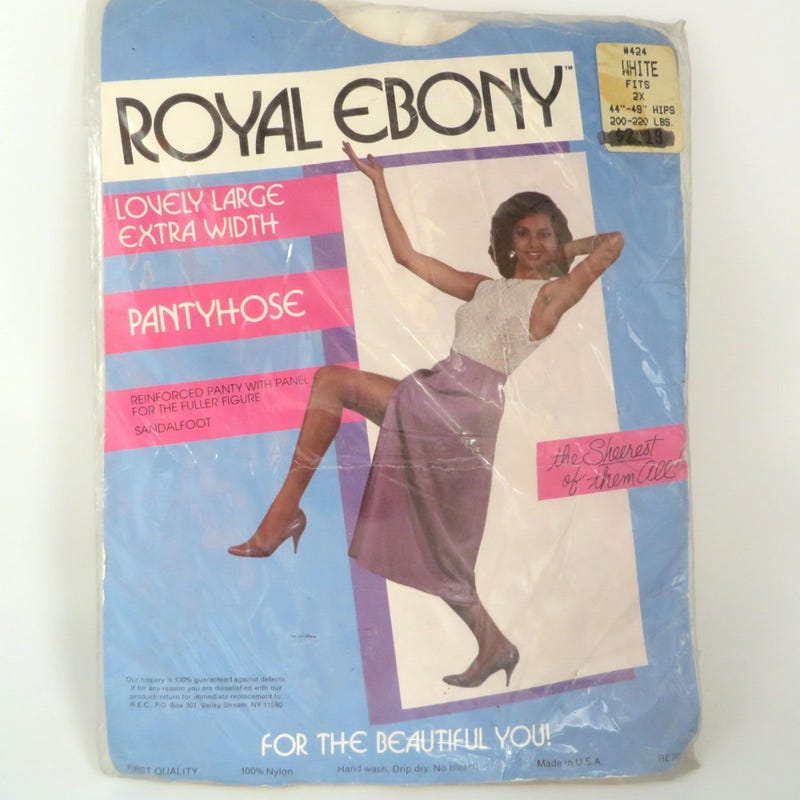 ROYAL EBONY™
#424
WHITE
FITS
2X
44"-49" HIPS
200-220 LBS.
$2.19
LOVELY LARGE
EXTRA WIDTH
PANTYHOSE
REINFORCED PANTY WITH PANEL
FOR THE FULLER FIGURE
SANDALFOOT
the Sheerest
of them All!
Our hosiery is 100% guaranteed against defects
If for any reason you are dissatisfied with our
product return for immediate replacement to
R.E.C., P.O. Box 301, Valley Stream, NY 11580
FOR THE BEAUTIFUL YOU!
FIRST QUALITY 100% Nylon Hand wash. Drip dry. No bleach. Made in U.S.A.